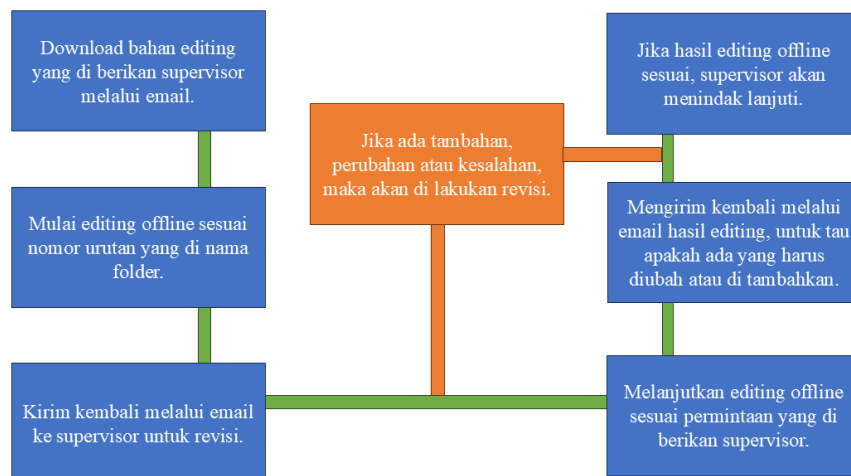 Download bahan editing
yang di berikan supervisor
melalui email.
Mulai editing offline sesuai
nomor urutan yang di nama
folder.
Kirim kembali melalui email
ke supervisor untuk revisi.
Jika ada tambahan,
perubahan atau kesalahan,
maka akan di lakukan revisi.
Melanjutkan editing offline
sesuai permintaan yang di
berikan supervisor.
Mengirim kembali melalui
email hasil editing, untuk tau
apakah ada yang harus
diubah atau di tambahkan.
Jika hasil editing offline
sesuai, supervisor akan
menindak lanjuti.